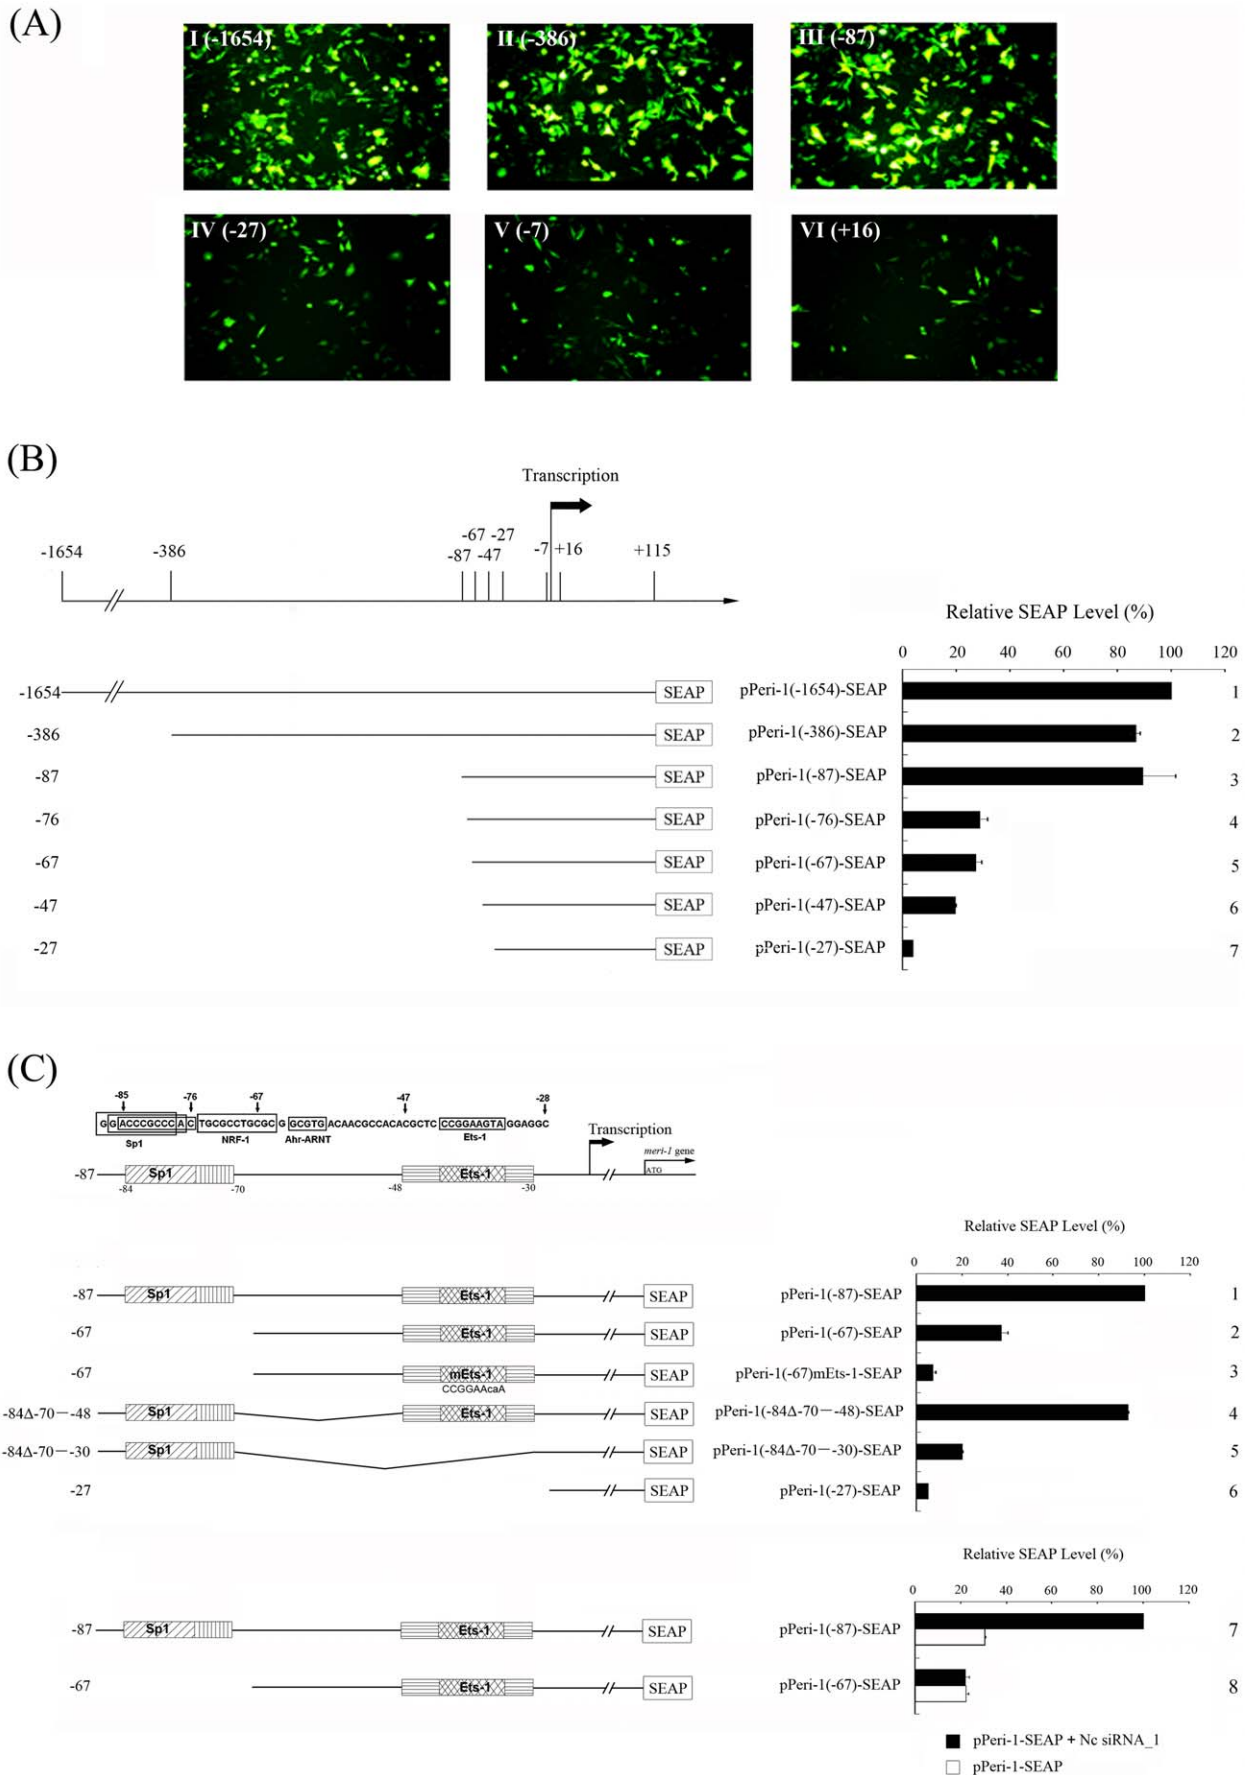 (A)
I (-1654)
II (-386)
III (-87)
IV (-27)
V (-7)
VI (+16)
(B)
Transcription
-67 -27
-1654
-386
-87 -47
-7
+16
+115
Relative SEAP Level (%)
0 20 40 60 80 100 120
-1654 SEAP pPeri-1(-1654)-SEAP 1
-386 SEAP pPeri-1(-386)-SEAP 2
-87 SEAP pPeri-1(-87)-SEAP 3
-76 SEAP pPeri-1(-76)-SEAP 4
-67 SEAP pPeri-1(-67)-SEAP 5
-47 SEAP pPeri-1(-47)-SEAP 6
-27 SEAP pPeri-1(-27)-SEAP 7
(C)
-85 -76 -67 -47 -28
GGACCCGCCCACTGCGCCTGCGCGGCGTGACAACGCCACACGCTCCCGGAAGTAGGAGGC
Sp1 NRF-1 Ahr-ARNT Ets-1
Transcription
meri-1 gene
-87 Sp1 Ets-1 ATG
-84 -70 -48 -30
Relative SEAP Level (%)
0 20 40 60 80 100 120
-87 Sp1 Ets-1 SEAP pPeri-1(-87)-SEAP 1
-67 Ets-1 SEAP pPeri-1(-67)-SEAP 2
-67 mEts-1 SEAP pPeri-1(-67)mEts-1-SEAP 3
CCGGAAcaA
-84Δ-70—-48 Sp1 Ets-1 SEAP pPeri-1(-84Δ-70—-48)-SEAP 4
-84Δ-70—-30 Sp1 SEAP pPeri-1(-84Δ-70—-30)-SEAP 5
-27 SEAP pPeri-1(-27)-SEAP 6
Relative SEAP Level (%)
0 20 40 60 80 100 120
-87 Sp1 Ets-1 SEAP pPeri-1(-87)-SEAP 7
-67 Ets-1 SEAP pPeri-1(-67)-SEAP 8
pPeri-1-SEAP + Nc siRNA_1
pPeri-1-SEAP